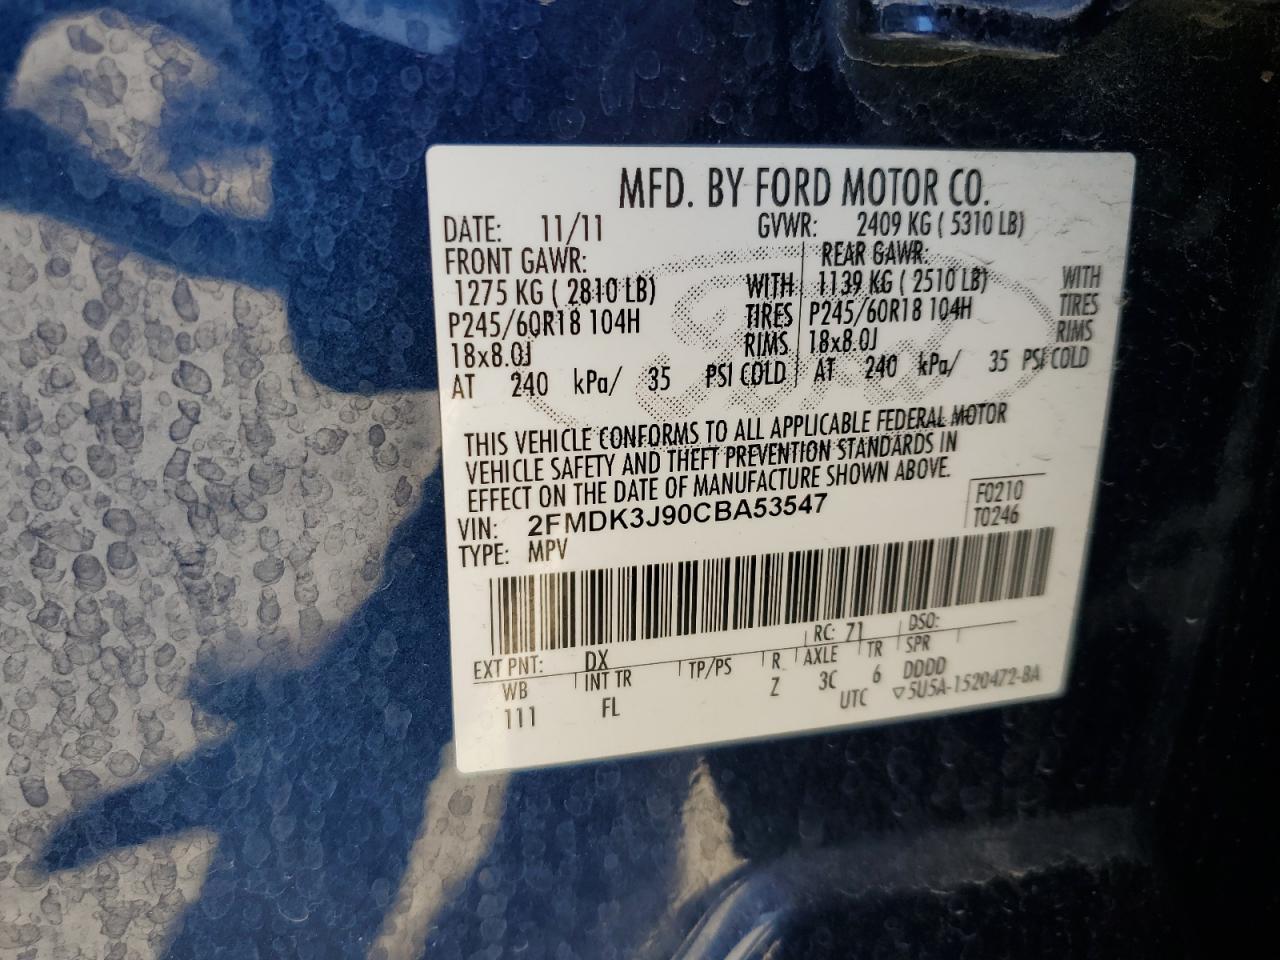 MFD. BY FORD MOTOR CO.
DATE: 11/11 GVWR: 2409 KG ( 5310 LB)
FRONT GAWR: REAR GAWR:
1275 KG ( 2810 LB) WITH 1139 KG ( 2510 LB) WITH
P245/60R18 104H TIRES P245/60R18 104H TIRES
18x8.0J RIMS 18x8.0J RIMS
AT 240 kPa/ 35 PSI COLD AT 240 kPa/ 35 PSI COLD
THIS VEHICLE CONFORMS TO ALL APPLICABLE FEDERAL MOTOR
VEHICLE SAFETY AND THEFT PREVENTION STANDARDS IN
EFFECT ON THE DATE OF MANUFACTURE SHOWN ABOVE.
VIN: 2FMDK3J90CBA53547 F0210
TYPE: MPV T0246
EXT PNT: DX RC: 71 DSO:
WB INT TR TP/PS R AXLE TR SPR
111 FL Z 3C 6 DDDD
UTC ▽5U5A-1520472-BA